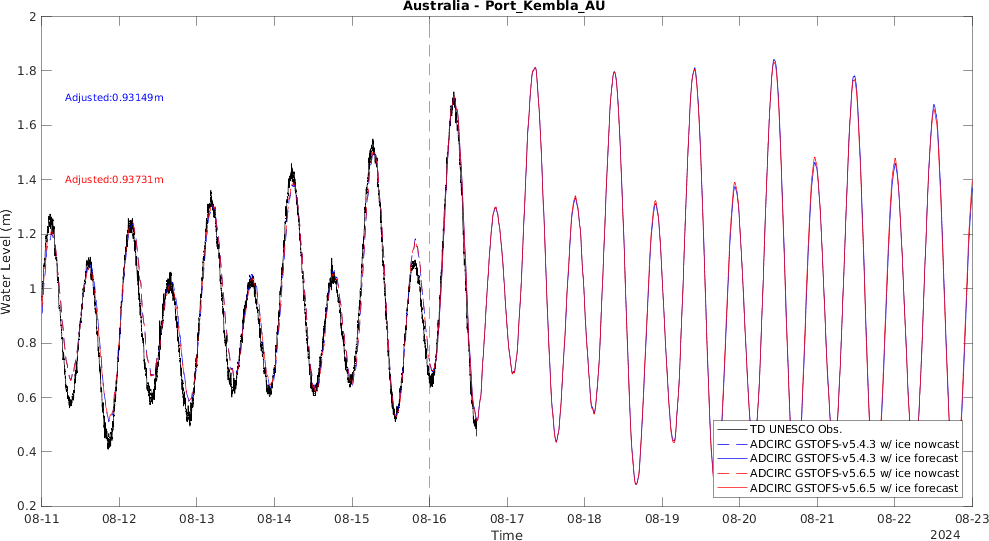 Australia - Port_Kembla_AU
2
1.8
1.6
1.4
1.2
1
0.8
0.6
0.4
0.2
Water Level (m)
Adjusted:0.93149m
Adjusted:0.93731m
TD UNESCO Obs.
ADCIRC GSTOFS-v5.4.3 w/ ice nowcast
ADCIRC GSTOFS-v5.4.3 w/ ice forecast
ADCIRC GSTOFS-v5.6.5 w/ ice nowcast
ADCIRC GSTOFS-v5.6.5 w/ ice forecast
08-11 08-12 08-13 08-14 08-15 08-16 08-17 08-18 08-19 08-20 08-21 08-22 08-23
Time
2024